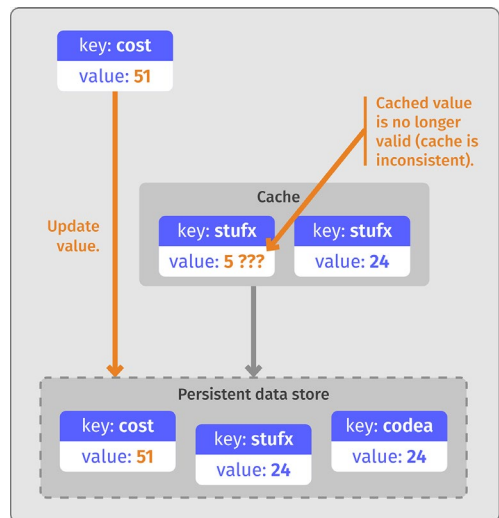 key: cost
value: 51
Cached value
is no longer
valid (cache is
inconsistent).
Update
value.
Cache
key: stufx
value: 5 ???
key: stufx
value: 24
Persistent data store
key: cost
value: 51
key: stufx
value: 24
key: codea
value: 24